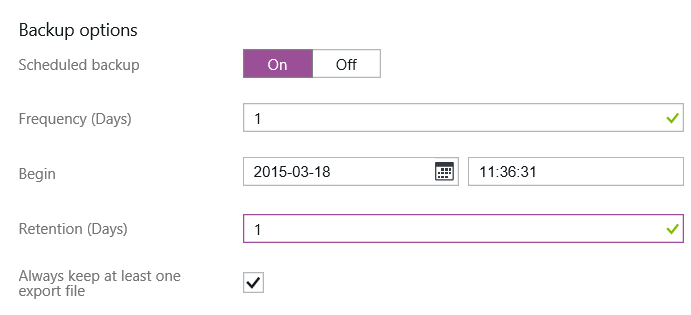 Backup options
Scheduled backup On Off
Frequency (Days) 1
Begin 2015-03-18 11:36:31
Retention (Days) 1
Always keep at least one
export file